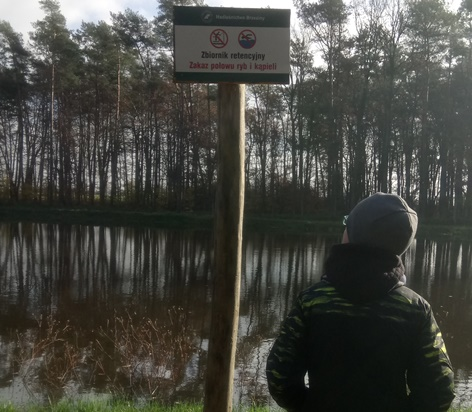 Zbiornik retencyjny
Zakaz połowu ryb i kąpieli